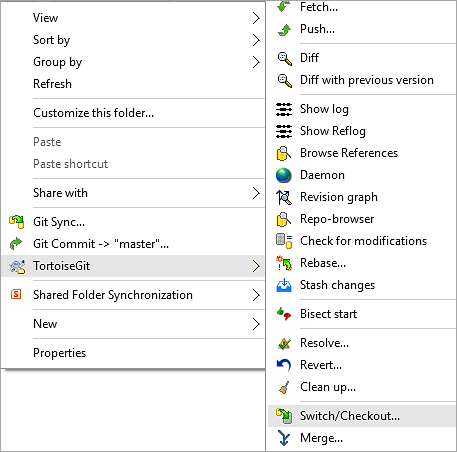 View
Sort by
Group by
Refresh
Customize this folder...
Paste
Paste shortcut
Share with
Git Sync...
Git Commit -> "master"...
TortoiseGit
Shared Folder Synchronization
New
Properties
Fetch...
Push...
Diff
Diff with previous version
Show log
Show Reflog
Browse References
Daemon
Revision graph
Repo-browser
Check for modifications
Rebase...
Stash changes
Bisect start
Resolve...
Revert...
Clean up...
Switch/Checkout...
Merge...